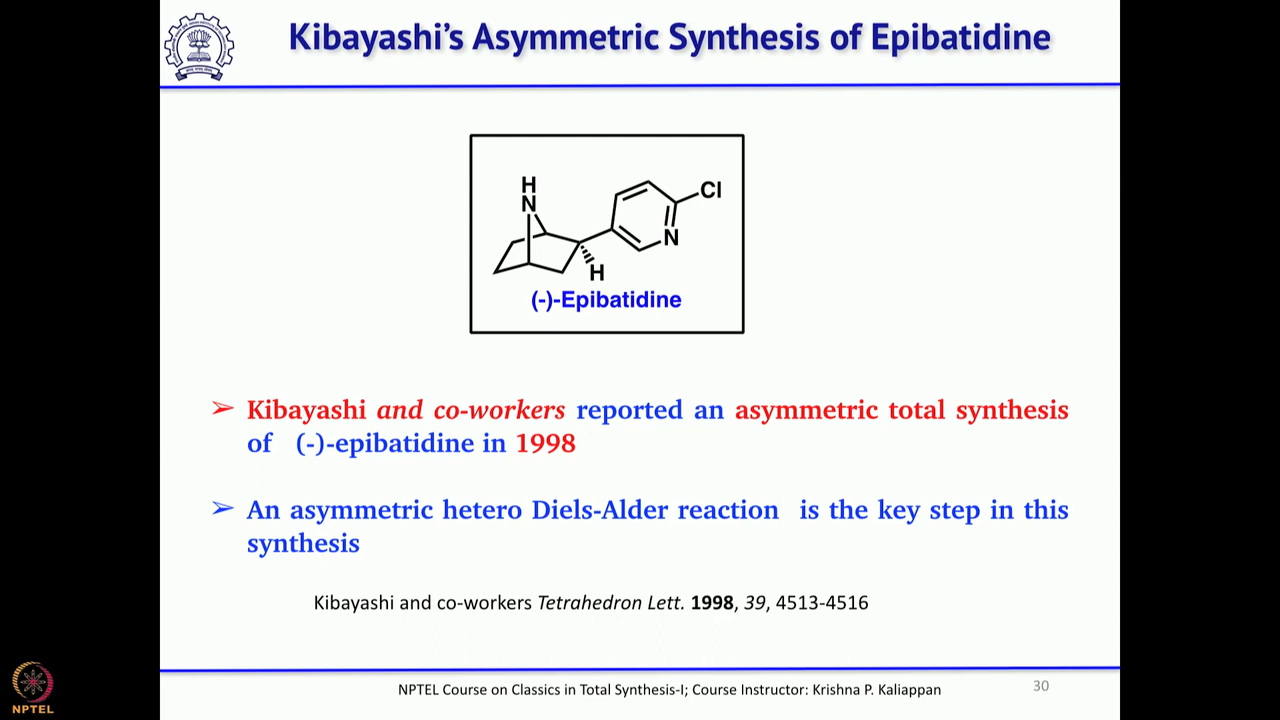 Kibayashi's Asymmetric Synthesis of Epibatidine
H
N
Cl
N
H
(-)-Epibatidine
➢ Kibayashi and co-workers reported an asymmetric total synthesis
of (-)-epibatidine in 1998
➢ An asymmetric hetero Diels-Alder reaction is the key step in this
synthesis
Kibayashi and co-workers Tetrahedron Lett. 1998, 39, 4513-4516
NPTEL
NPTEL Course on Classics in Total Synthesis-I; Course Instructor: Krishna P. Kaliappan
30